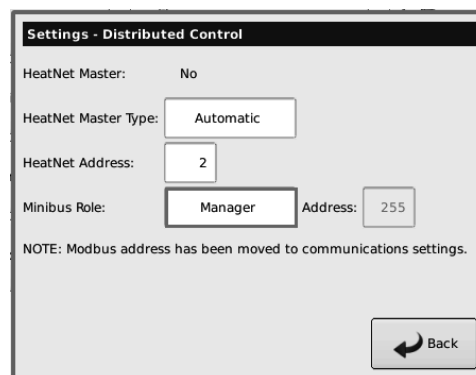 Settings - Distributed Control
HeatNet Master: No
HeatNet Master Type: Automatic
HeatNet Address: 2
Minibus Role: Manager Address: 255
NOTE: Modbus address has been moved to communications settings.
Back